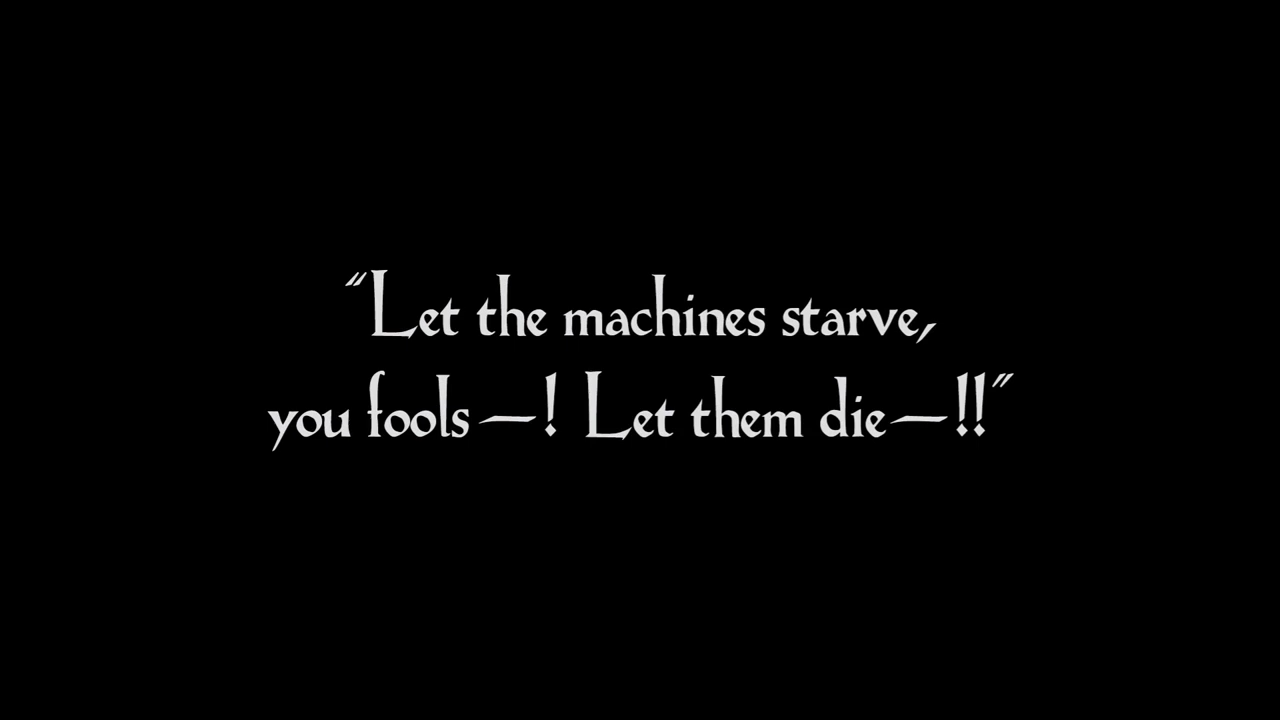 "Let the machines starve,
you fools—! Let them die—!!"